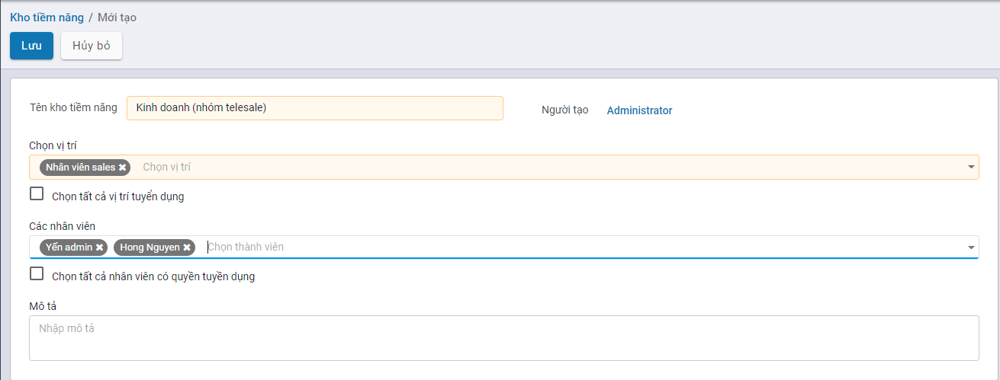 Kho tiềm năng / Mới tạo
Lưu Hủy bỏ
Tên kho tiềm năng Kinh doanh (nhóm telesale) Người tạo Administrator
Chọn vị trí
Nhân viên sales ✖ Chọn vị trí
Chọn tất cả vị trí tuyển dụng
Các nhân viên
Yến admin ✖ Hong Nguyen ✖ Chọn thành viên
Chọn tất cả nhân viên có quyền tuyển dụng
Mô tả
Nhập mô tả